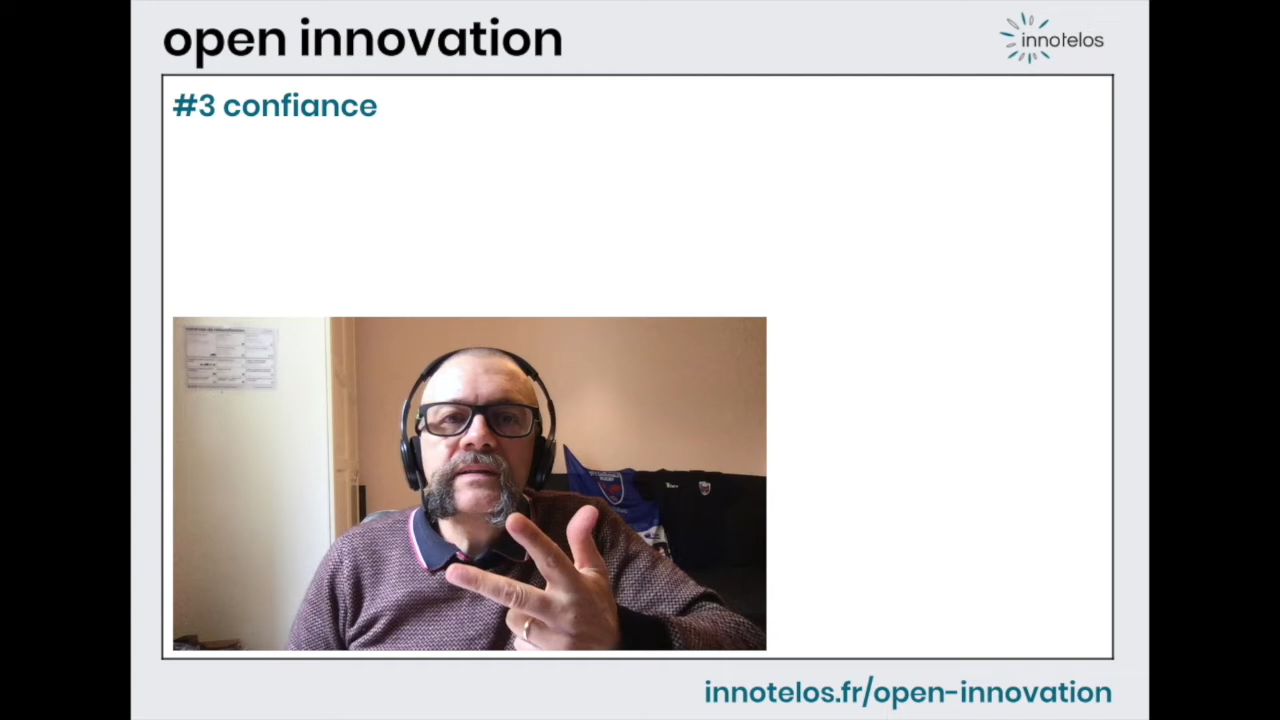 open innovation
innotelos
#3 confiance
innotelos.fr/open-innovation